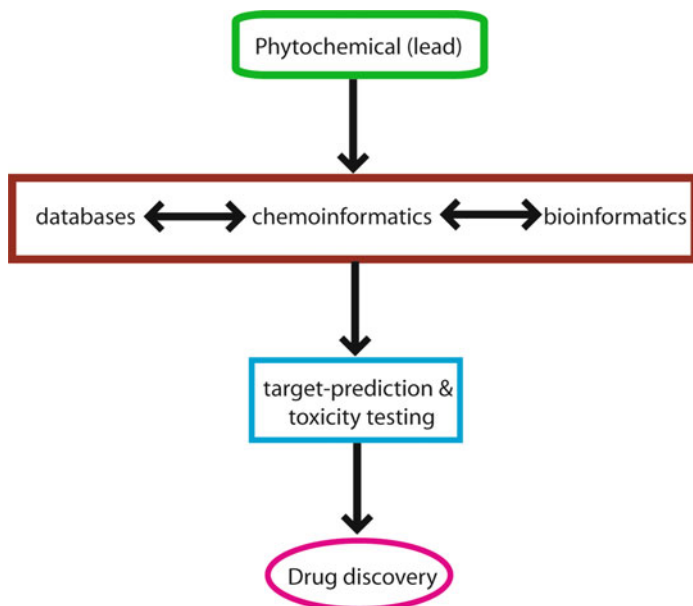 Phytochemical (lead)
databases chemoinformatics bioinformatics
target-prediction &
toxicity testing
Drug discovery